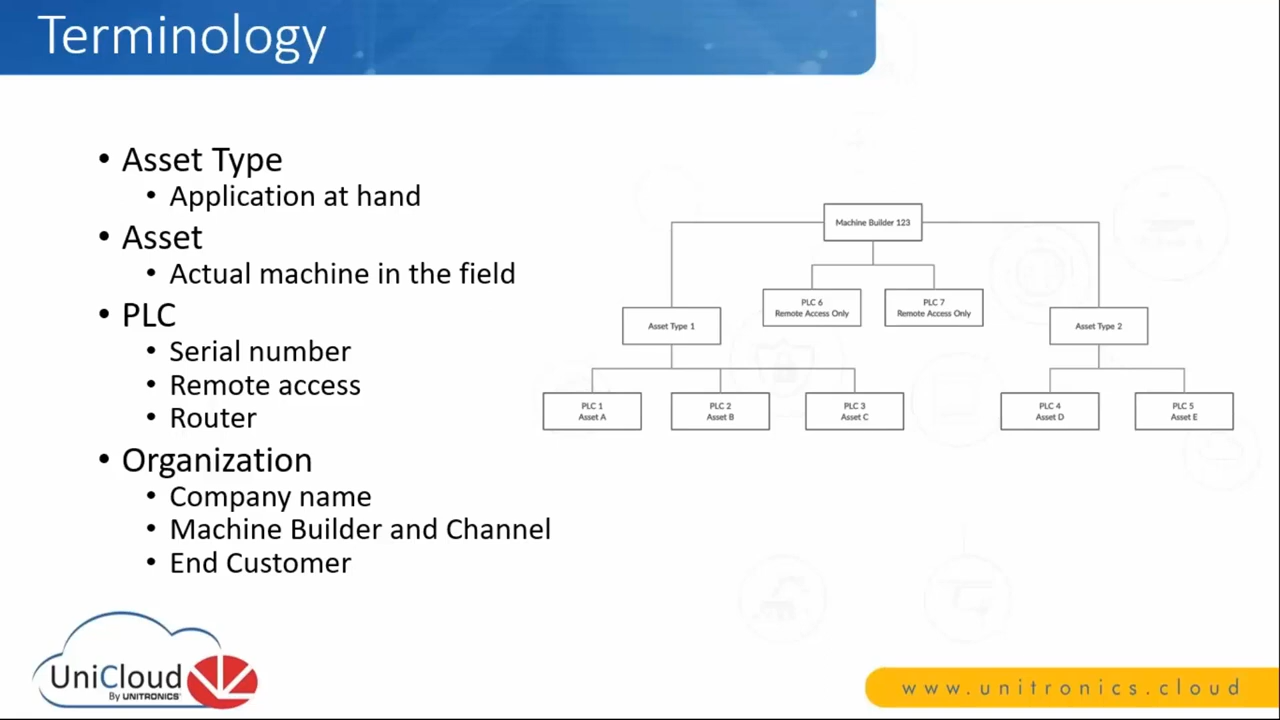 Terminology
• Asset Type
• Application at hand
• Asset
• Actual machine in the field
• PLC
• Serial number
• Remote access
• Router
• Organization
• Company name
• Machine Builder and Channel
• End Customer
Machine Builder 123
PLC 6
Remote Access Only
PLC 7
Remote Access Only
Asset Type 1
Asset Type 2
PLC 1
Asset A
PLC 2
Asset B
PLC 3
Asset C
PLC 4
Asset D
PLC 5
Asset E
UniCloud
By UNITRONICS
www.unitronics.cloud